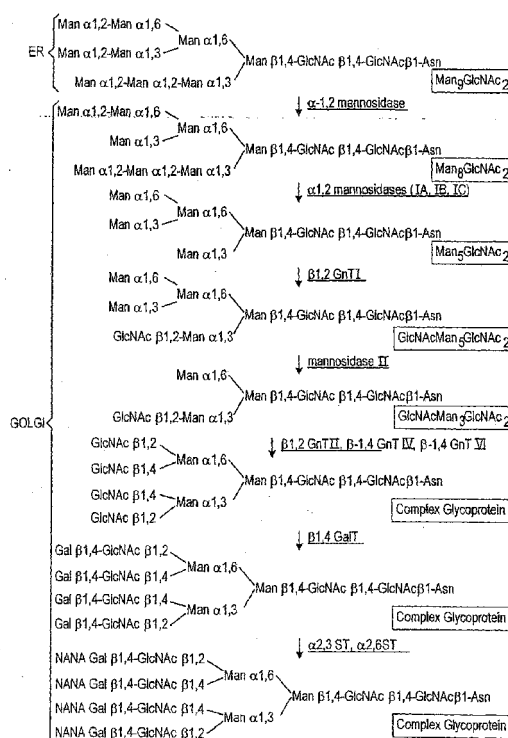 Man α1,2-Man α1,6
Man α1,6
ER
Man α1,2-Man α1,3
Man β1,4-GlcNAc β1,4-GlcNAcβ1-Asn
Man α1,2-Man α1,2-Man α1,3
Man9GlcNAc2
α-1,2 mannosidase
Man α1,2-Man α1,6
Man α1,6
Man α1,3
Man β1,4-GlcNAc β1,4-GlcNAcβ1-Asn
Man α1,2-Man α1,2-Man α1,3
Man8GlcNAc2
α1,2 mannosidases (IA, IB, IC)
Man α1,6
Man α1,6
Man α1,3
Man β1,4-GlcNAc β1,4-GlcNAcβ1-Asn
Man α1,3
Man5GlcNAc2
β1,2 GnTI
Man α1,6
Man α1,6
Man α1,3
Man β1,4-GlcNAc β1,4-GlcNAcβ1-Asn
GlcNAc β1,2-Man α1,3
GlcNAcMan5GlcNAc2
mannosidase II
Man α1,6
Man β1,4-GlcNAc β1,4-GlcNAcβ1-Asn
GlcNAc β1,2-Man α1,3
GlcNAcMan3GlcNAc2
GOLGI
β1,2 GnTII, β-1,4 GnT IV, β-1,4 GnT VI
GlcNAc β1,2
Man α1,6
GlcNAc β1,4
Man β1,4-GlcNAc β1,4-GlcNAcβ1-Asn
GlcNAc β1,4
Man α1,3
GlcNAc β1,2
Complex Glycoprotein
β1,4 GalT
Gal β1,4-GlcNAc β1,2
Man α1,6
Gal β1,4-GlcNAc β1,4
Man β1,4-GlcNAc β1,4-GlcNAcβ1-Asn
Gal β1,4-GlcNAc β1,4
Man α1,3
Gal β1,4-GlcNAc β1,2
Complex Glycoprotein
α2,3 ST, α2,6ST
NANA Gal β1,4-GlcNAc β1,2
Man α1,6
NANA Gal β1,4-GlcNAc β1,4
Man β1,4-GlcNAc β1,4-GlcNAcβ1-Asn
NANA Gal β1,4-GlcNAc β1,4
Man α1,3
NANA Gal β1,4-GlcNAc β1,2
Complex Glycoprotein